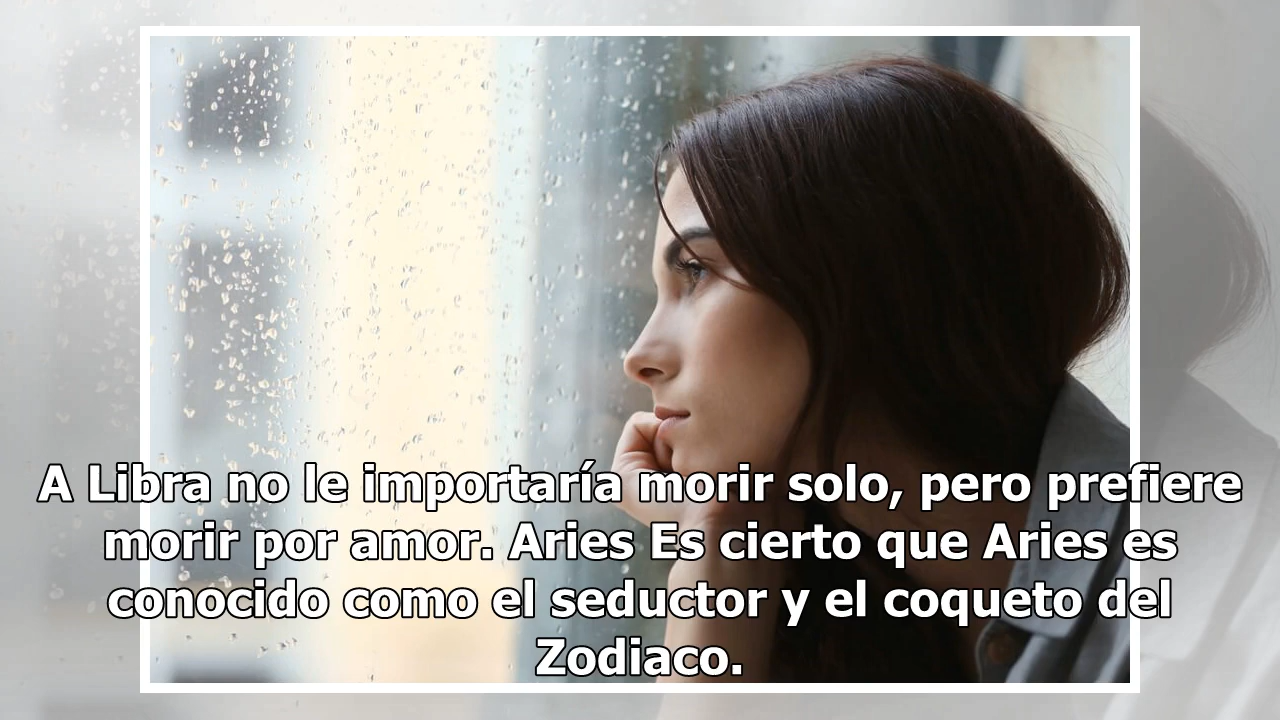 A Libra no le importaría morir solo, pero prefiere
morir por amor. Aries Es cierto que Aries es
conocido como el seductor y el coqueto del
Zodiaco.